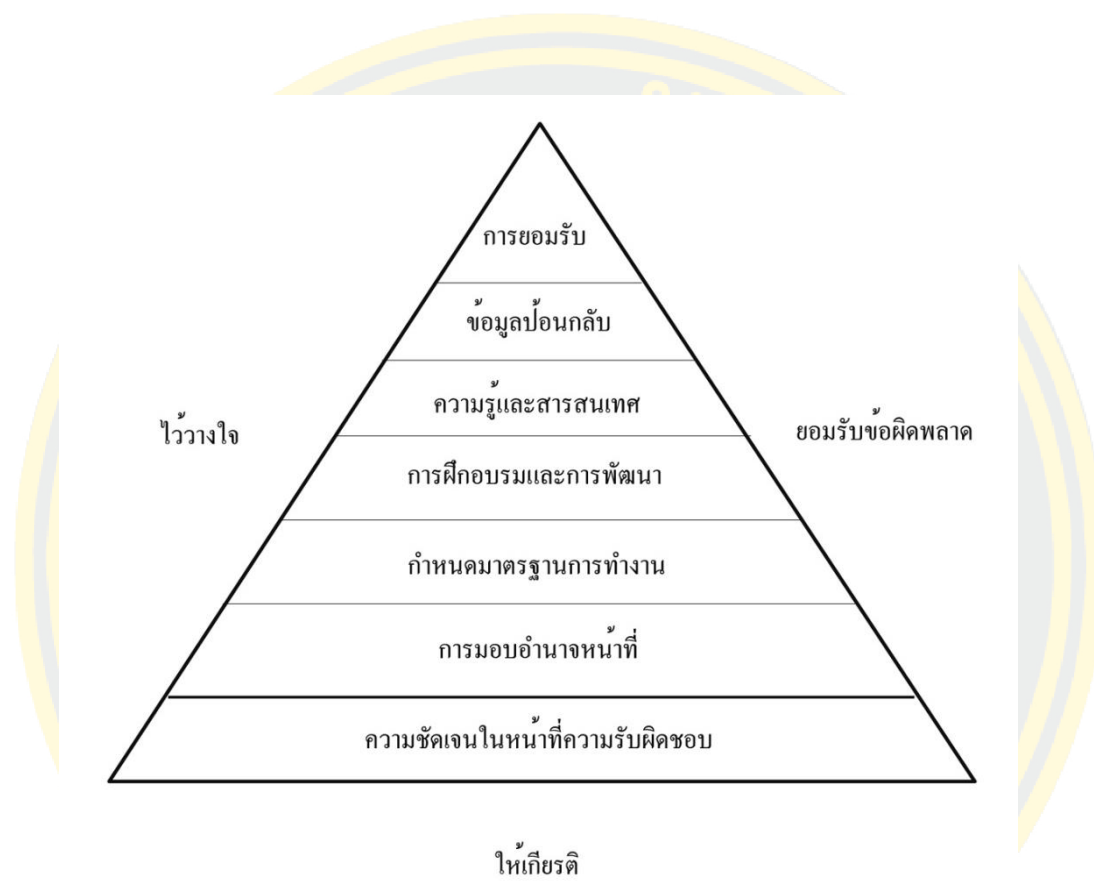 การยอมรับ
ข้อมูลป้อนกลับ
ความรู้และสารสนเทศ
ไว้วางใจ
ยอมรับข้อผิดพลาด
การฝึกอบรมและการพัฒนา
กำหนดมาตรฐานการทำงาน
การมอบอำนาจหน้าที่
ความชัดเจนในหน้าที่ความรับผิดชอบ
ให้เกียรติ